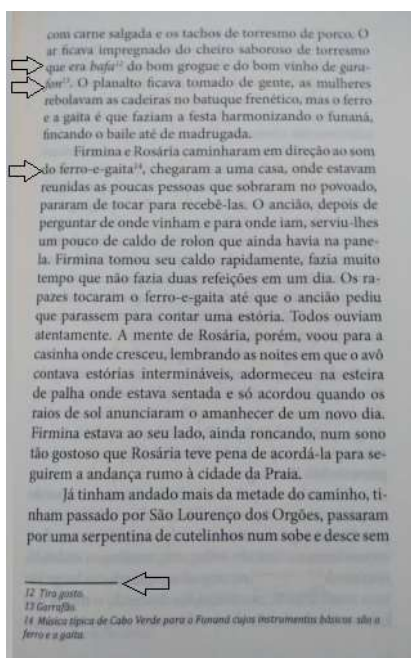 com carne salgada e os tachos de torresmo de porco. O
ar ficava impregnado do cheiro saboroso de torresmo
que era bafa¹² do bom grogue e do bom vinho de gara-
fon¹³. O planalto ficava tomado de gente, as mulheres
rebolavam as cadeiras no batuque frenético, mas o ferro
e a gaita é que faziam a festa harmonizando o funaná,
fincando o baile até de madrugada.
Firmina e Rosária caminharam em direção ao som
do ferro-e-gaita¹⁴, chegaram a uma casa, onde estavam
reunidas as poucas pessoas que sobraram no povoado,
pararam de tocar para recebê-las. O ancião, depois de
perguntar de onde vinham e para onde iam, serviu-lhes
um pouco de caldo de rolon que ainda havia na pane-
la. Firmina tomou seu caldo rapidamente, fazia muito
tempo que não fazia duas refeições em um dia. Os ra-
pazes tocaram o ferro-e-gaita até que o ancião pediu
que parassem para contar uma estória. Todos ouviam
atentamente. A mente de Rosária, porém, voou para a
casinha onde cresceu, lembrando as noites em que o avô
contava estórias intermináveis, adormeceu na esteira
de palha onde estava sentada e só acordou quando os
raios de sol anunciaram o amanhecer de um novo dia.
Firmina estava ao seu lado, ainda roncando, num sono
tão gostoso que Rosária teve pena de acordá-la para se-
guirem a andança rumo à cidade da Praia.
Já tinham andado mais da metade do caminho, ti-
nham passado por São Lourenço dos Orgões, passaram
por uma serpentina de cutelinhos num sobe e desce sem
12 Tira gosto.
13 Garrafão.
14 Música típica de Cabo Verde para o Funaná cujos instrumentos básicos são o
ferro e a gaita.